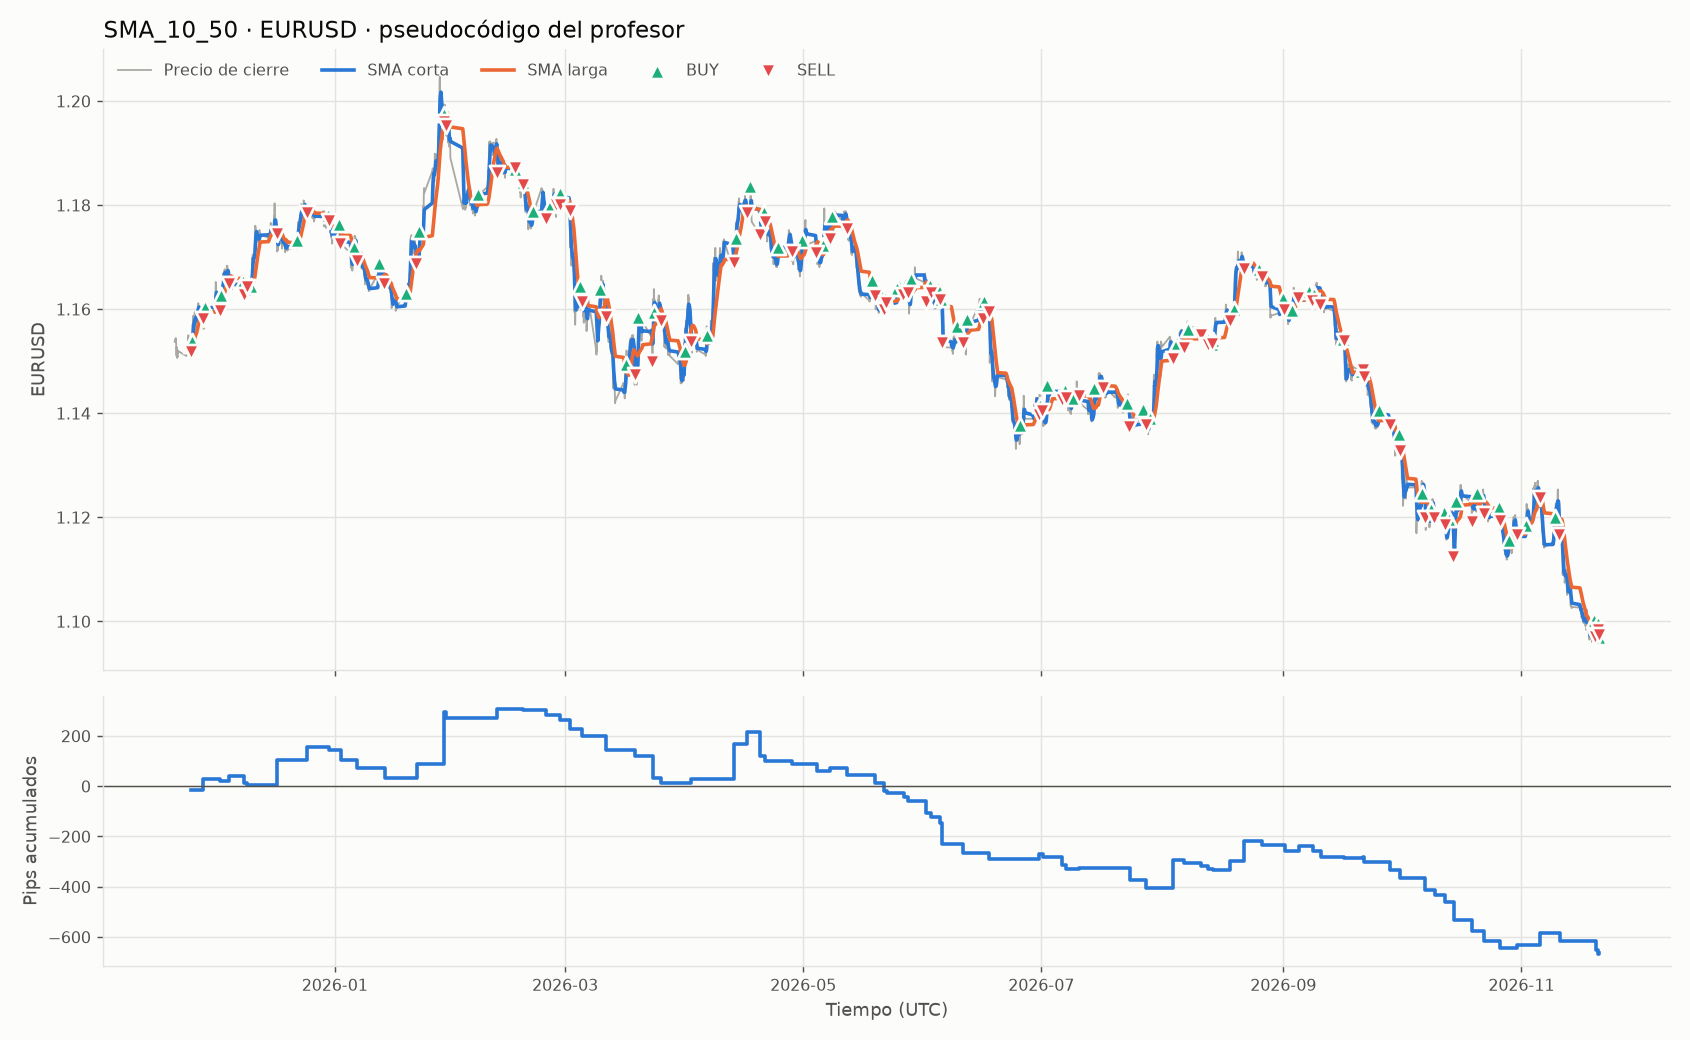 SMA_10_50 · EURUSD · pseudocódigo del profesor
Precio de cierre
SMA corta
SMA larga
BUY
SELL
EURUSD
1.20
1.18
1.16
1.14
1.12
1.10
Pips acumulados
200
0
−200
−400
−600
2026-01
2026-03
2026-05
2026-07
2026-09
2026-11
Tiempo (UTC)